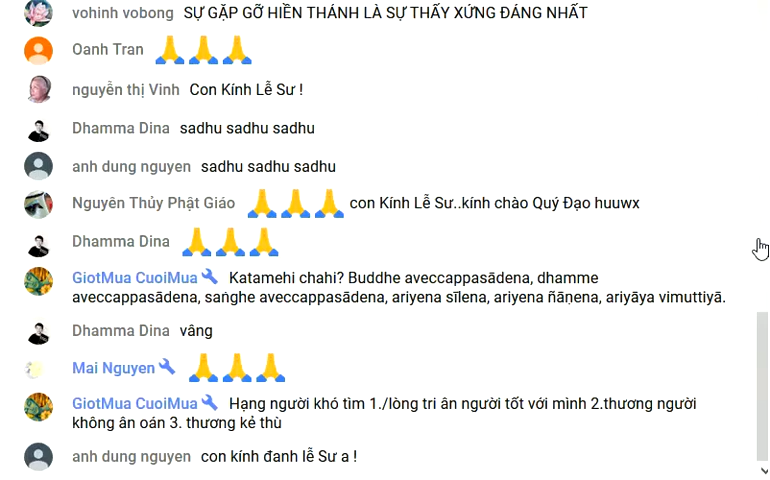 vohinh vobong SỰ GẶP GỠ HIỀN THÁNH LÀ SỰ THẤY XỨNG ĐÁNG NHẤT
Oanh Tran 🙏🙏🙏
nguyễn thị Vinh Con Kính Lễ Sư !
Dhamma Dina sadhu sadhu sadhu
anh dung nguyen sadhu sadhu sadhu
Nguyên Thủy Phật Giáo 🙏🙏🙏 con Kính Lễ Sư..kính chào Quý Đạo huuwx
Dhamma Dina 🙏🙏🙏
GiotMua CuoiMua Katamehi chahi? Buddhe aveccappasādena, dhamme
aveccappasādena, saṅghe aveccappasādena, ariyena sīlena, ariyena ñāṇena, ariyāya vimuttiyā.
Dhamma Dina vâng
Mai Nguyen 🙏🙏🙏
GiotMua CuoiMua Hạng người khó tìm 1./lòng tri ân người tốt với mình 2.thương người
không ân oán 3. thương kẻ thù
anh dung nguyen con kính đanh lễ Sư a !